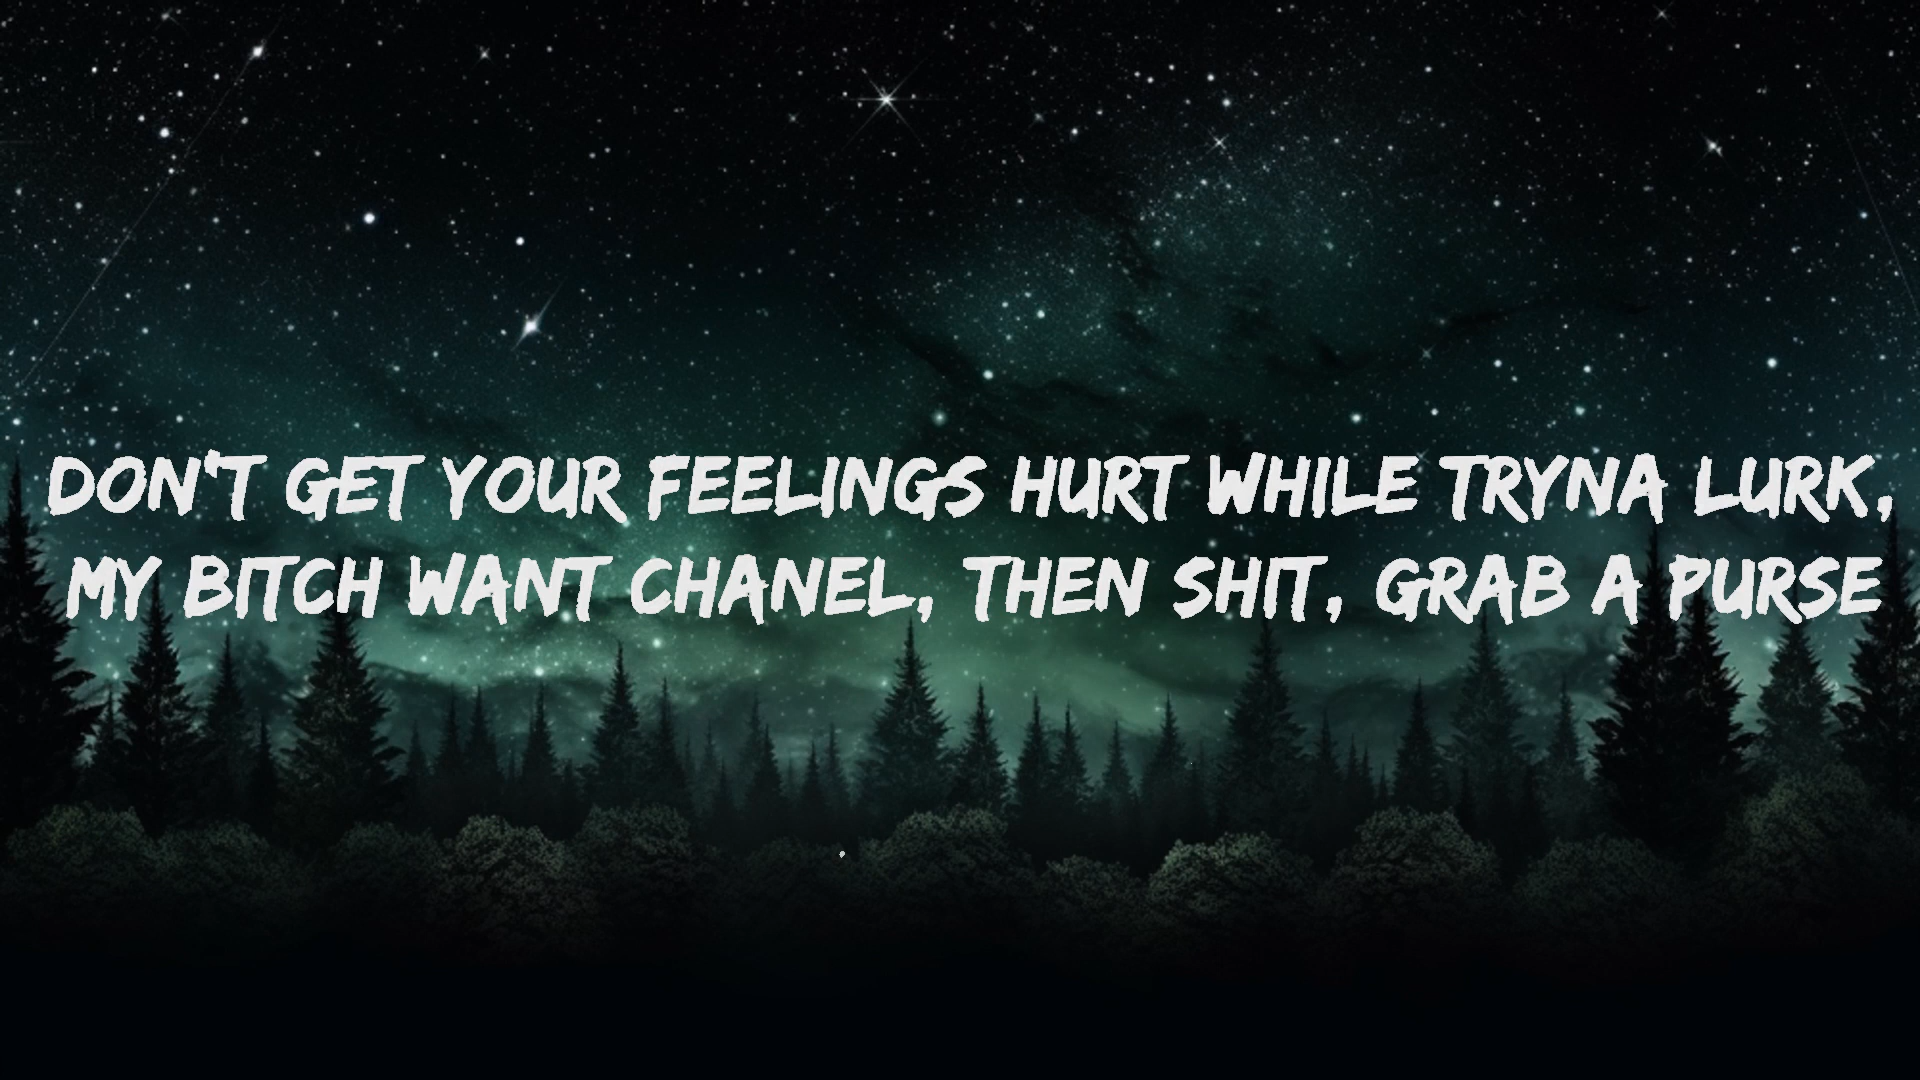 DON'T GET YOUR FEELINGS HURT WHILE TRYNA LURK,
MY BITCH WANT CHANEL, THEN SHIT, GRAB A PURSE